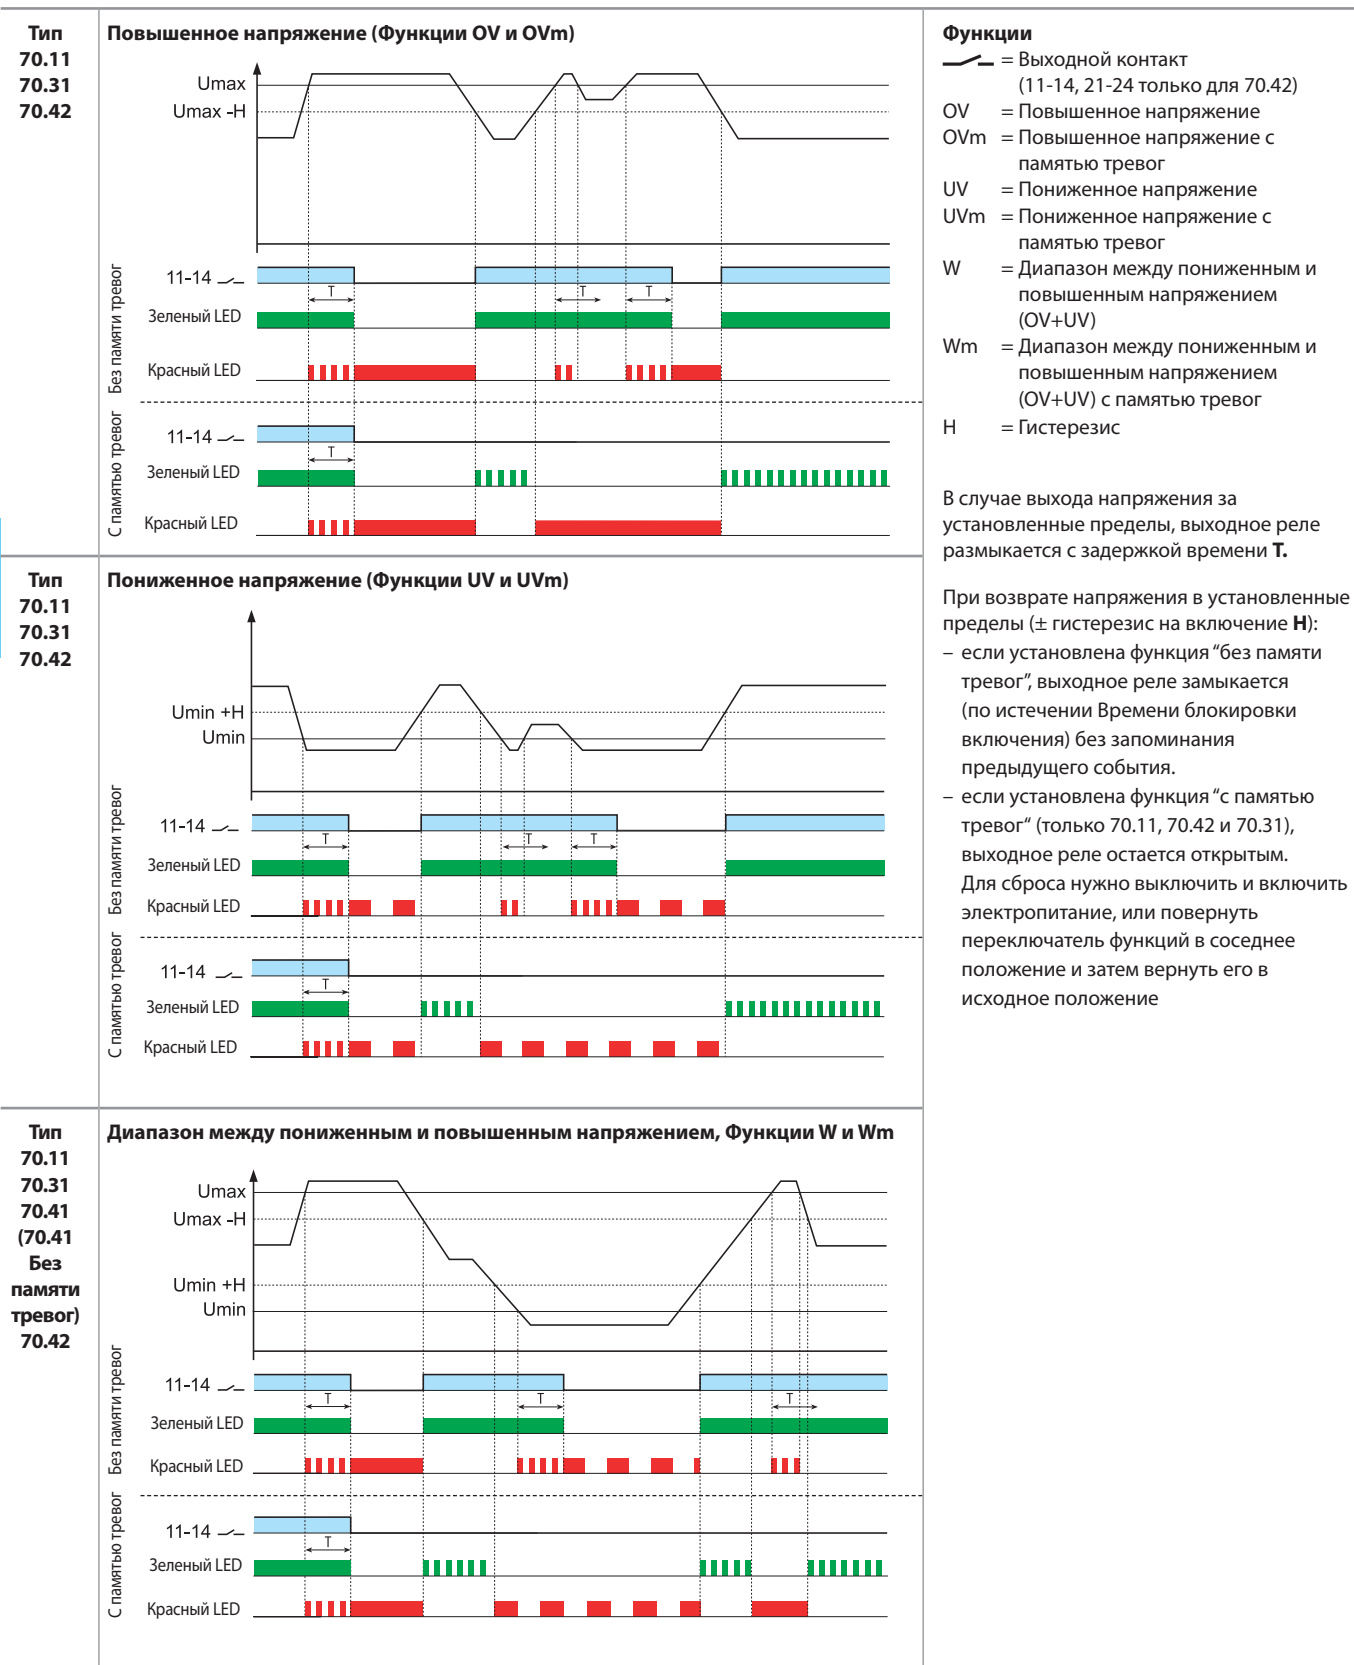 Тип
70.11
70.31
70.42
Повышенное напряжение (Функции OV и OVm)
Umax
Umax -H
Без памяти тревог
11-14
T
T
T
Зеленый LED
Красный LED
С памятью тревог
11-14
T
Зеленый LED
Красный LED
Тип
70.11
70.31
70.42
Пониженное напряжение (Функции UV и UVm)
Umin +H
Umin
Без памяти тревог
11-14
T
T
T
Зеленый LED
Красный LED
С памятью тревог
11-14
T
Зеленый LED
Красный LED
Тип
70.11
70.31
70.41
(70.41
Без
памяти
тревог)
70.42
Диапазон между пониженным и повышенным напряжением, Функции W и Wm
Umax
Umax -H
Umin +H
Umin
Без памяти тревог
11-14
T
T
T
Зеленый LED
Красный LED
С памятью тревог
11-14
T
Зеленый LED
Красный LED
Функции
= Выходной контакт
(11-14, 21-24 только для 70.42)
OV = Повышенное напряжение
OVm = Повышенное напряжение с
памятью тревог
UV = Пониженное напряжение
UVm = Пониженное напряжение с
памятью тревог
W = Диапазон между пониженным и
повышенным напряжением
(OV+UV)
Wm = Диапазон между пониженным и
повышенным напряжением
(OV+UV) с памятью тревог
H = Гистерезис
В случае выхода напряжения за
установленные пределы, выходное реле
размыкается с задержкой времени T.
При возврате напряжения в установленные
пределы (± гистерезис на включение H):
– если установлена функция “без памяти
тревог”, выходное реле замыкается
(по истечении Времени блокировки
включения) без запоминания
предыдущего события.
– если установлена функция “с памятью
тревог“ (только 70.11, 70.42 и 70.31),
выходное реле остается открытым.
Для сброса нужно выключить и включить
электропитание, или повернуть
переключатель функций в соседнее
положение и затем вернуть его в
исходное положение